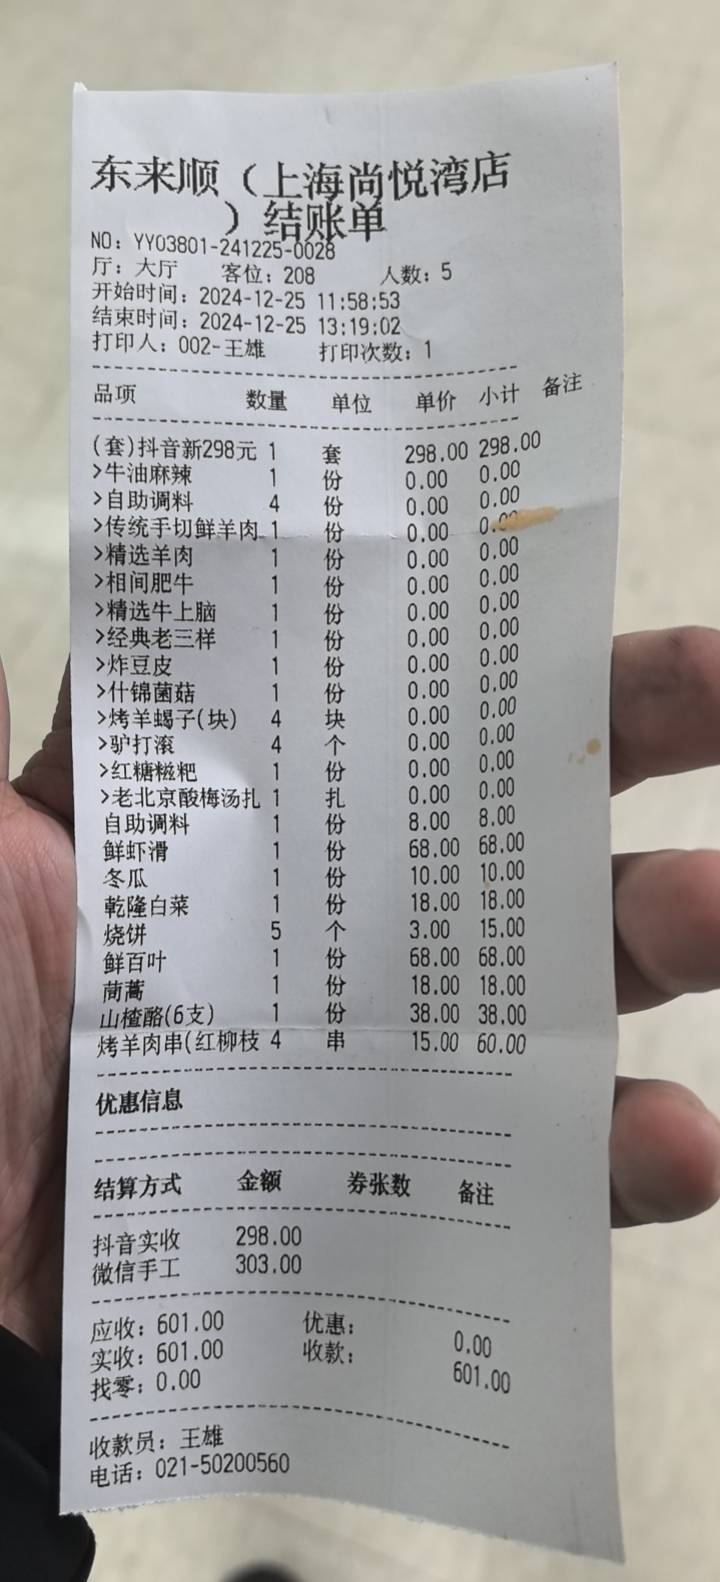 东来顺（上海尚悦湾店
）结账单
NO：YY03801-241225-0028
厅：大厅 客位：208 人数：5
开始时间：2024-12-25 11:58:53
结束时间：2024-12-25 13:19:02
打印人：002-王雄 打印次数：1
品项 数量 单位 单价 小计 备注
(套)抖音新298元 1 套 298.00 298.00
>牛油麻辣 1 份 0.00 0.00
>自助调料 4 份 0.00 0.00
>传统手切鲜羊肉 1 份 0.00 0.00
>精选羊肉 1 份 0.00 0.00
>相间肥牛 1 份 0.00 0.00
>精选牛上脑 1 份 0.00 0.00
>经典老三样 1 份 0.00 0.00
>炸豆皮 1 份 0.00 0.00
>什锦菌菇 1 份 0.00 0.00
>烤羊蝎子(块) 4 块 0.00 0.00
>驴打滚 4 个 0.00 0.00
>红糖糍粑 1 份 0.00 0.00
>老北京酸梅汤扎 1 扎 0.00 0.00
自助调料 1 份 8.00 8.00
鲜虾滑 1 份 68.00 68.00
冬瓜 1 份 10.00 10.00
乾隆白菜 1 份 18.00 18.00
烧饼 5 个 3.00 15.00
鲜百叶 1 份 68.00 68.00
茼蒿 1 份 18.00 18.00
山楂酪(6支) 1 份 38.00 38.00
烤羊肉串(红柳枝 4 串 15.00 60.00
优惠信息
结算方式 金额 券张数 备注
抖音实收 298.00
微信手工 303.00
应收：601.00 优惠： 0.00
实收：601.00 收款： 601.00
找零：0.00
收款员：王雄
电话：021-50200560